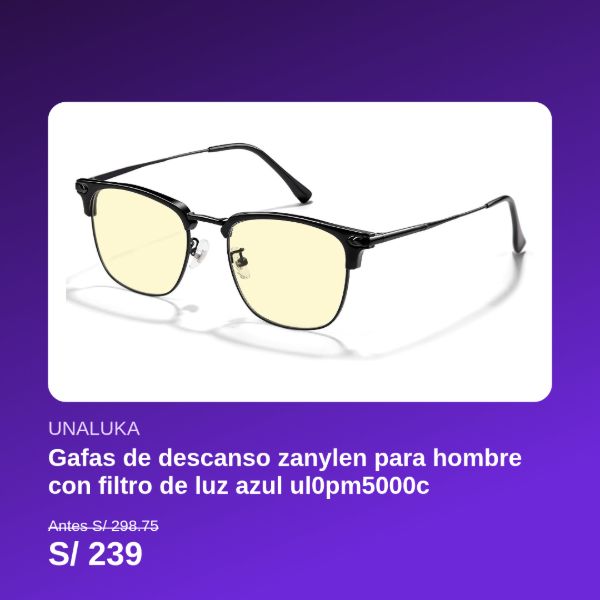 UNALUKA
Gafas de descanso zanylen para hombre
con filtro de luz azul ul0pm5000c
Antes S/ 298.75
S/ 239